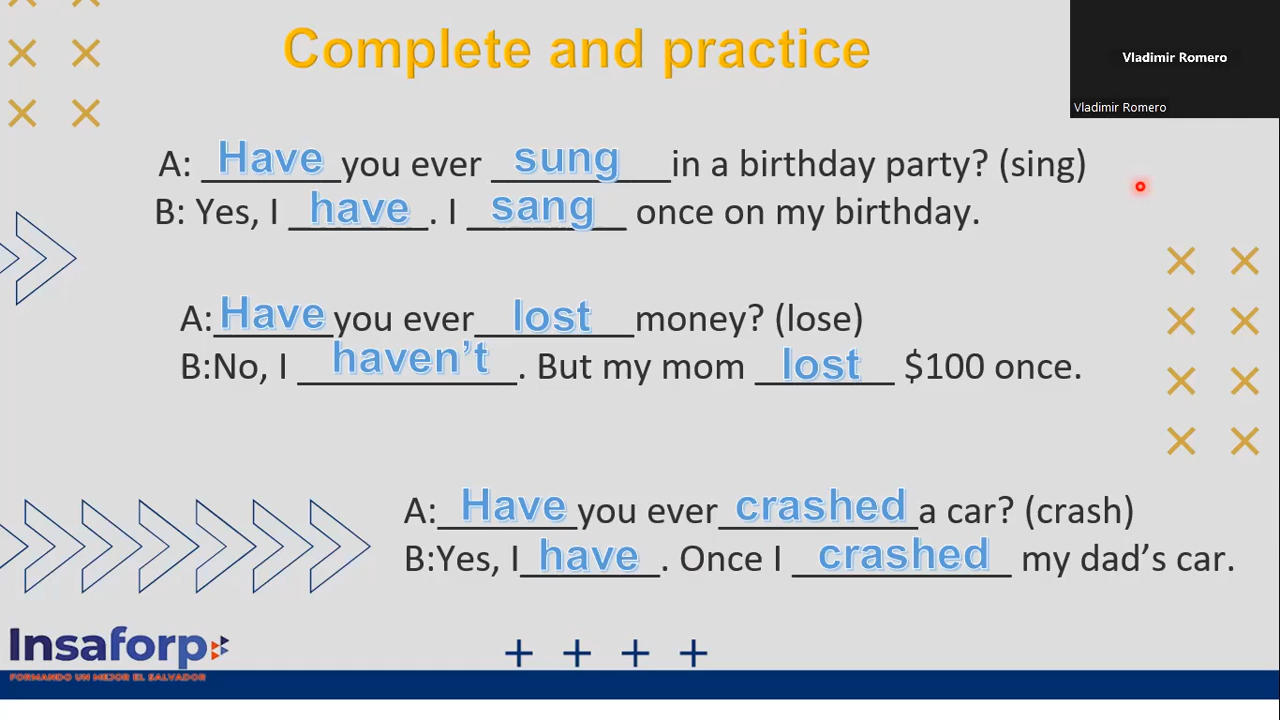 Complete and practice
Vladimir Romero
Vladimir Romero
A: Have you ever sung in a birthday party? (sing)
B: Yes, I have. I sang once on my birthday.
A: Have you ever lost money? (lose)
B:No, I haven’t. But my mom lost $100 once.
A: Have you ever crashed a car? (crash)
B:Yes, I have. Once I crashed my dad’s car.
Insaforp
FORMANDO UN MEJOR EL SALVADOR